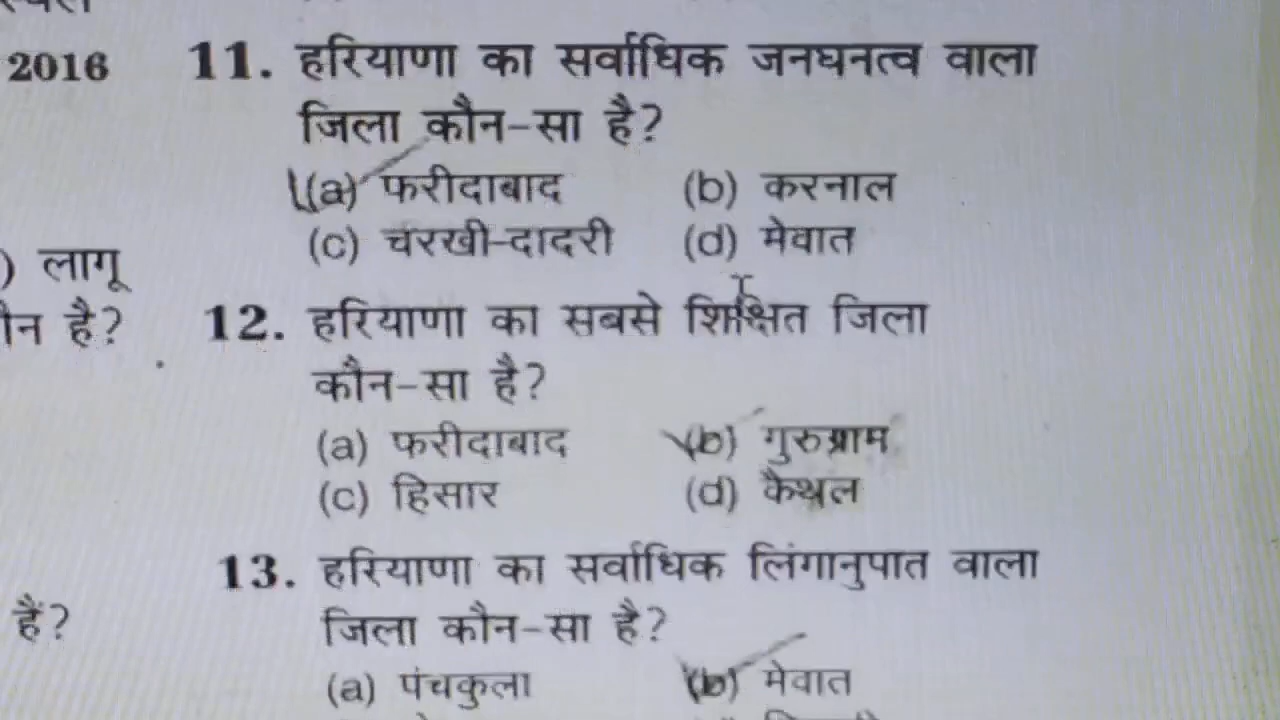 2016
) लागू
है?
हैं?
11. हरियाणा का सर्वाधिक जनघनत्व वाला
जिला कौन-सा है?
(a) फरीदाबाद (b) करनाल
(c) चरखी-दादरी (d) मेवात
12. हरियाणा का सबसे शिक्षित जिला
कौन-सा है?
(a) फरीदाबाद (b) गुरुग्राम
(c) हिसार (d) कैथल
13. हरियाणा का सर्वाधिक लिंगानुपात वाला
जिला कौन-सा है?
(a) पंचकुला (b) मेवात